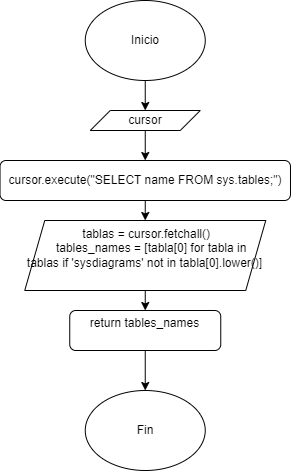 Inicio
cursor
cursor.execute("SELECT name FROM sys.tables;")
tablas = cursor.fetchall()
tables_names = [tabla[0] for tabla in
tablas if 'sysdiagrams' not in tabla[0].lower()]
return tables_names
Fin